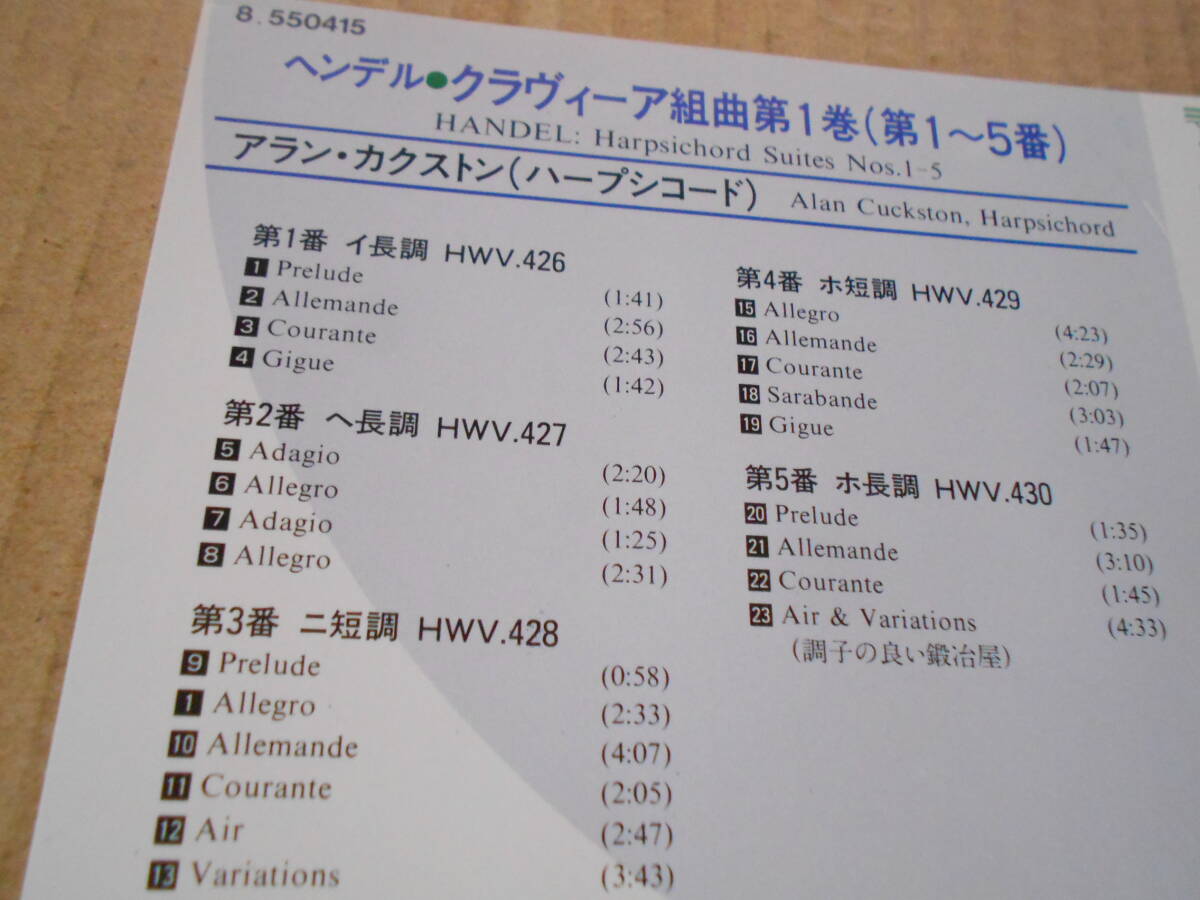 8.550415
ヘンデル●クラヴィーア組曲第1巻(第1～5番)
HANDEL: Harpsichord Suites Nos.1-5
アラン・カクストン(ハープシコード) Alan Cuckston, Harpsichord
第1番 イ長調 HWV.426
1 Prelude (1:41)
2 Allemande (2:56)
3 Courante (2:43)
4 Gigue (1:42)
第2番 ヘ長調 HWV.427
5 Adagio (2:20)
6 Allegro (1:48)
7 Adagio (1:25)
8 Allegro (2:31)
第3番 ニ短調 HWV.428
9 Prelude (0:58)
1 Allegro (2:33)
10 Allemande (4:07)
11 Courante (2:05)
12 Air (2:47)
13 Variations (3:43)
第4番 ホ短調 HWV.429
15 Allegro (4:23)
16 Allemande (2:29)
17 Courante (2:07)
18 Sarabande (3:03)
19 Gigue (1:47)
第5番 ホ長調 HWV.430
20 Prelude (1:35)
21 Allemande (3:10)
22 Courante (1:45)
23 Air & Variations (4:33)
(調子の良い鍛冶屋)